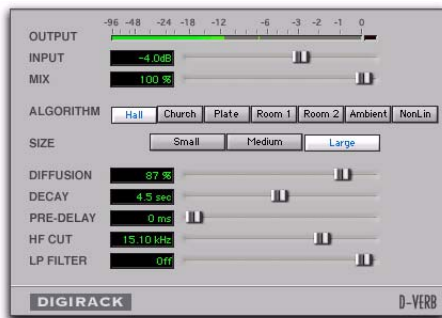 -96 -48 -24 -18 -12 -6 -3 -2 -1 0
OUTPUT
INPUT -4.0dB
MIX 100 %
ALGORITHM Hall Church Plate Room 1 Room 2 Ambient NonLin
SIZE Small Medium Large
DIFFUSION 87 %
DECAY 4.5 sec
PRE-DELAY 0 ms
HF CUT 15.10 kHz
LP FILTER Off
DIGIRACK D-VERB